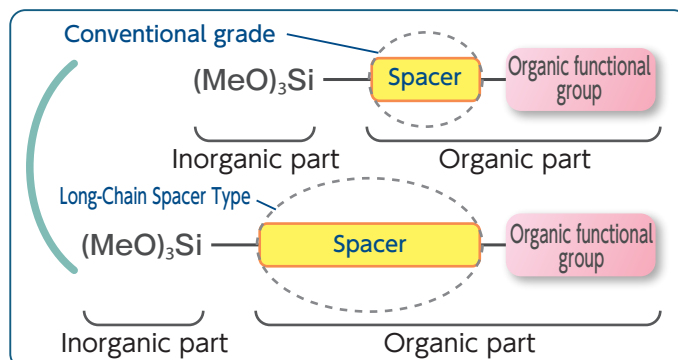 Conventional grade
(MeO)₃Si
Spacer
Organic functional
group
Inorganic part
Organic part
Long-Chain Spacer Type
(MeO)₃Si
Spacer
Organic functional
group
Inorganic part
Organic part